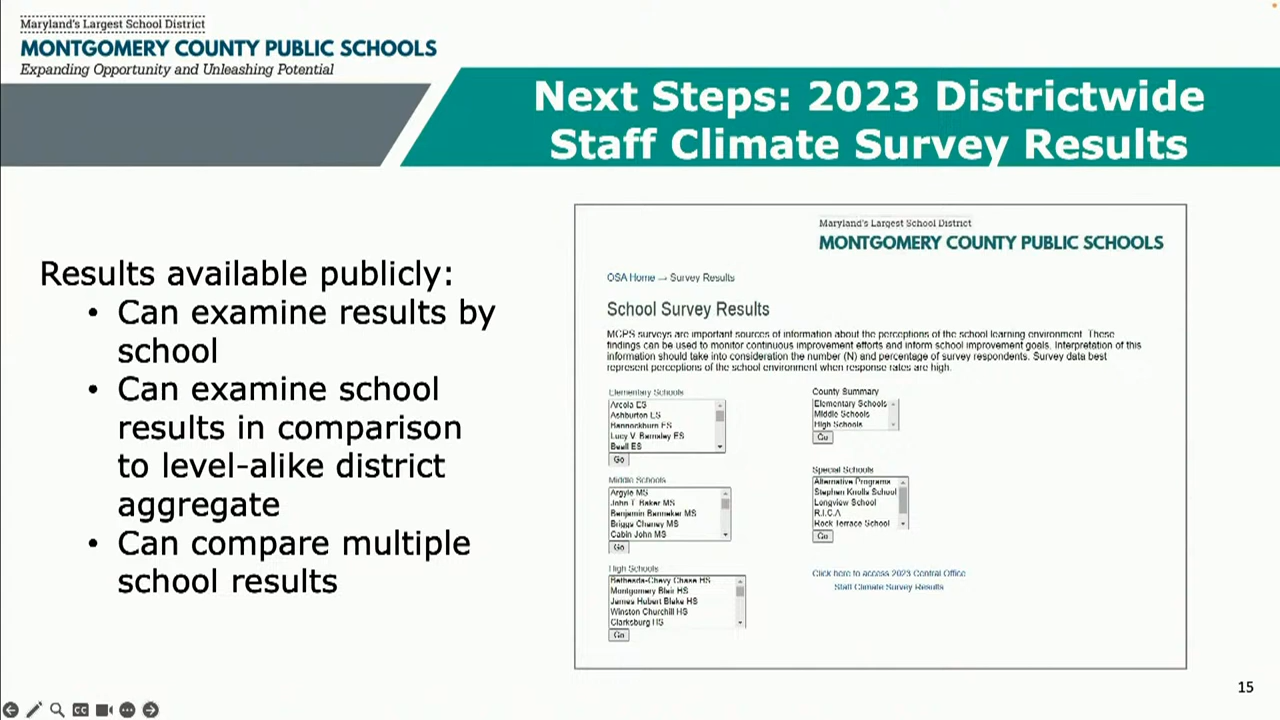 Maryland's Largest School District
MONTGOMERY COUNTY PUBLIC SCHOOLS
Expanding Opportunity and Unleashing Potential
Next Steps: 2023 Districtwide
Staff Climate Survey Results
Results available publicly:
• Can examine results by
school
• Can examine school
results in comparison
to level-alike district
aggregate
• Can compare multiple
school results
Maryland's Largest School District
MONTGOMERY COUNTY PUBLIC SCHOOLS
OSA Home → Survey Results
School Survey Results
MCPS surveys are important sources of information about the perceptions of the school learning environment. These
findings can be used to monitor continuous improvement efforts and inform school improvement goals. Interpretation of this
information should take into consideration the number (N) and percentage of survey respondents. Survey data best
represent perceptions of the school environment when response rates are high.
Elementary Schools
Arcola ES
Ashburton ES
Bannockburn ES
Lucy V. Barnsley ES
Beall ES
Go
Middle Schools
Argyle MS
John T. Baker MS
Benjamin Banneker MS
Briggs Chaney MS
Cabin John MS
Go
High Schools
Bethesda-Chevy Chase HS
Montgomery Blair HS
James Hubert Blake HS
Winston Churchill HS
Clarksburg HS
Go
County Summary
Elementary Schools
Middle Schools
High Schools
Go
Special Schools
Alternative Programs
Stephen Knolls School
Longview School
R.I.C.A
Rock Terrace School
Go
Click here to access 2023 Central Office
Staff Climate Survey Results
15
CC